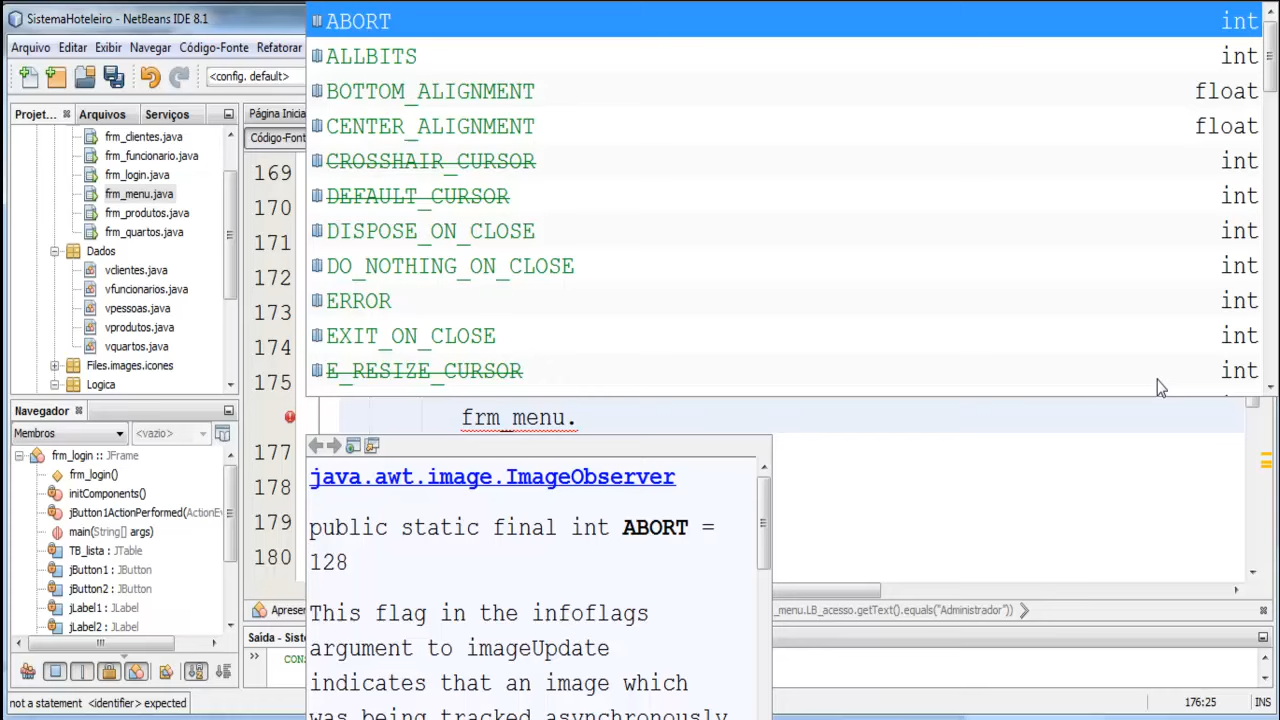 SistemaHoteleiro - NetBeans IDE 8.1
Arquivo Editar Exibir Navegar Código-Fonte Refatorar
<config. default>
Projet... Arquivos Serviços
frm_clientes.java
frm_funcionario.java
frm_login.java
frm_menu.java
frm_produtos.java
frm_quartos.java
Dados
vclientes.java
vfuncionarios.java
vpessoas.java
vprodutos.java
vquartos.java
Files.images.icones
Logica
Navegador
Membros <vazio>
frm_login :: JFrame
frm_login()
initComponents()
jButton1ActionPerformed(ActionEv
main(String[] args)
TB_lista : JTable
jButton1 : JButton
jButton2 : JButton
jLabel1 : JLabel
jLabel2 : JLabel
not a statement <identifier> expected
Página Inicia
Código-Font
169
170
171
172
173
174
175
177
178
179
180
ABORT int
ALLBITS int
BOTTOM_ALIGNMENT float
CENTER_ALIGNMENT float
CROSSHAIR_CURSOR int
DEFAULT_CURSOR int
DISPOSE_ON_CLOSE int
DO_NOTHING_ON_CLOSE int
ERROR int
EXIT_ON_CLOSE int
E_RESIZE_CURSOR int
frm_menu.
java.awt.image.ImageObserver
public static final int ABORT =
128
This flag in the infoflags
argument to imageUpdate
indicates that an image which
was being tracked asynchronously
Apresen
_menu.LB_acesso.getText().equals("Administrador"))
Saída - Siste
CON:
176:25 INS